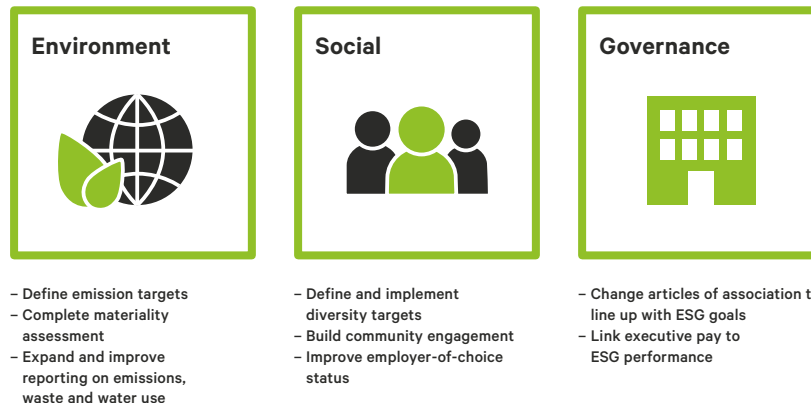 Environment
– Define emission targets
– Complete materiality
assessment
– Expand and improve
reporting on emissions,
waste and water use
Social
– Define and implement
diversity targets
– Build community engagement
– Improve employer-of-choice
status
Governance
– Change articles of association t
line up with ESG goals
– Link executive pay to
ESG performance